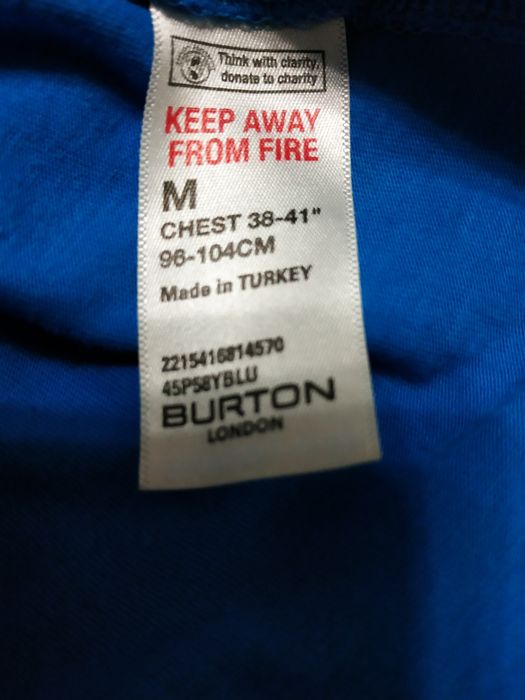 Think with clarity,
donate to charity
KEEP AWAY
FROM FIRE
M
CHEST 38-41"
96-104CM
Made in TURKEY
2215416814570
45P58YBLU
BURTON
LONDON